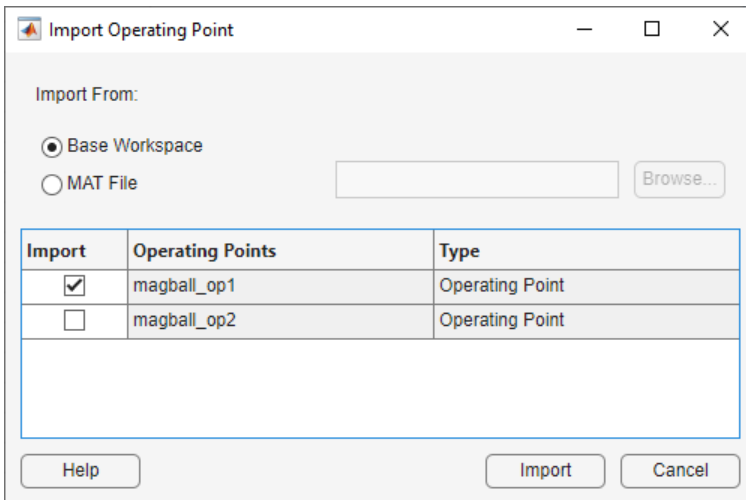 Import Operating Point
Import From:
Base Workspace
MAT File
Browse...
Import Operating Points Type
magball_op1 Operating Point
magball_op2 Operating Point
Help Import Cancel